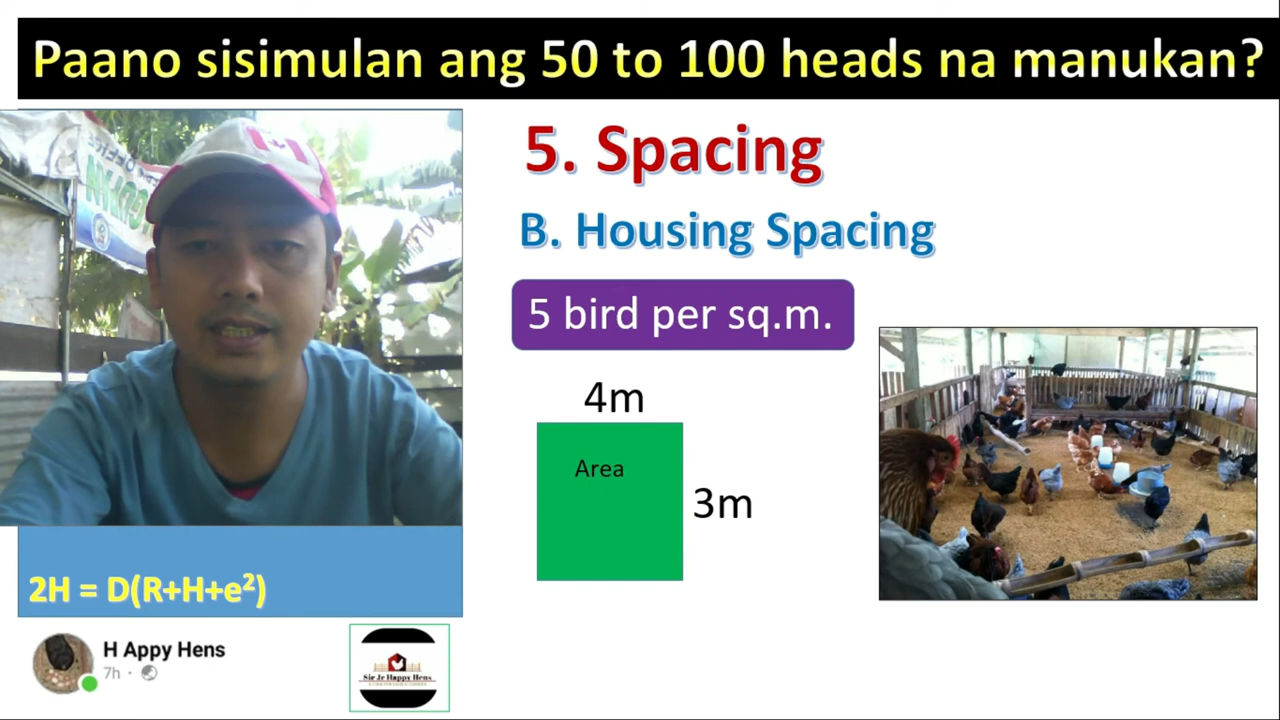 Paano sisimulan ang 50 to 100 heads na manukan?
5. Spacing
B. Housing Spacing
5 bird per sq.m.
4m
Area
3m
2H = D(R+H+e²)
H Appy Hens
7h ·
Sir Jr Happy Hens